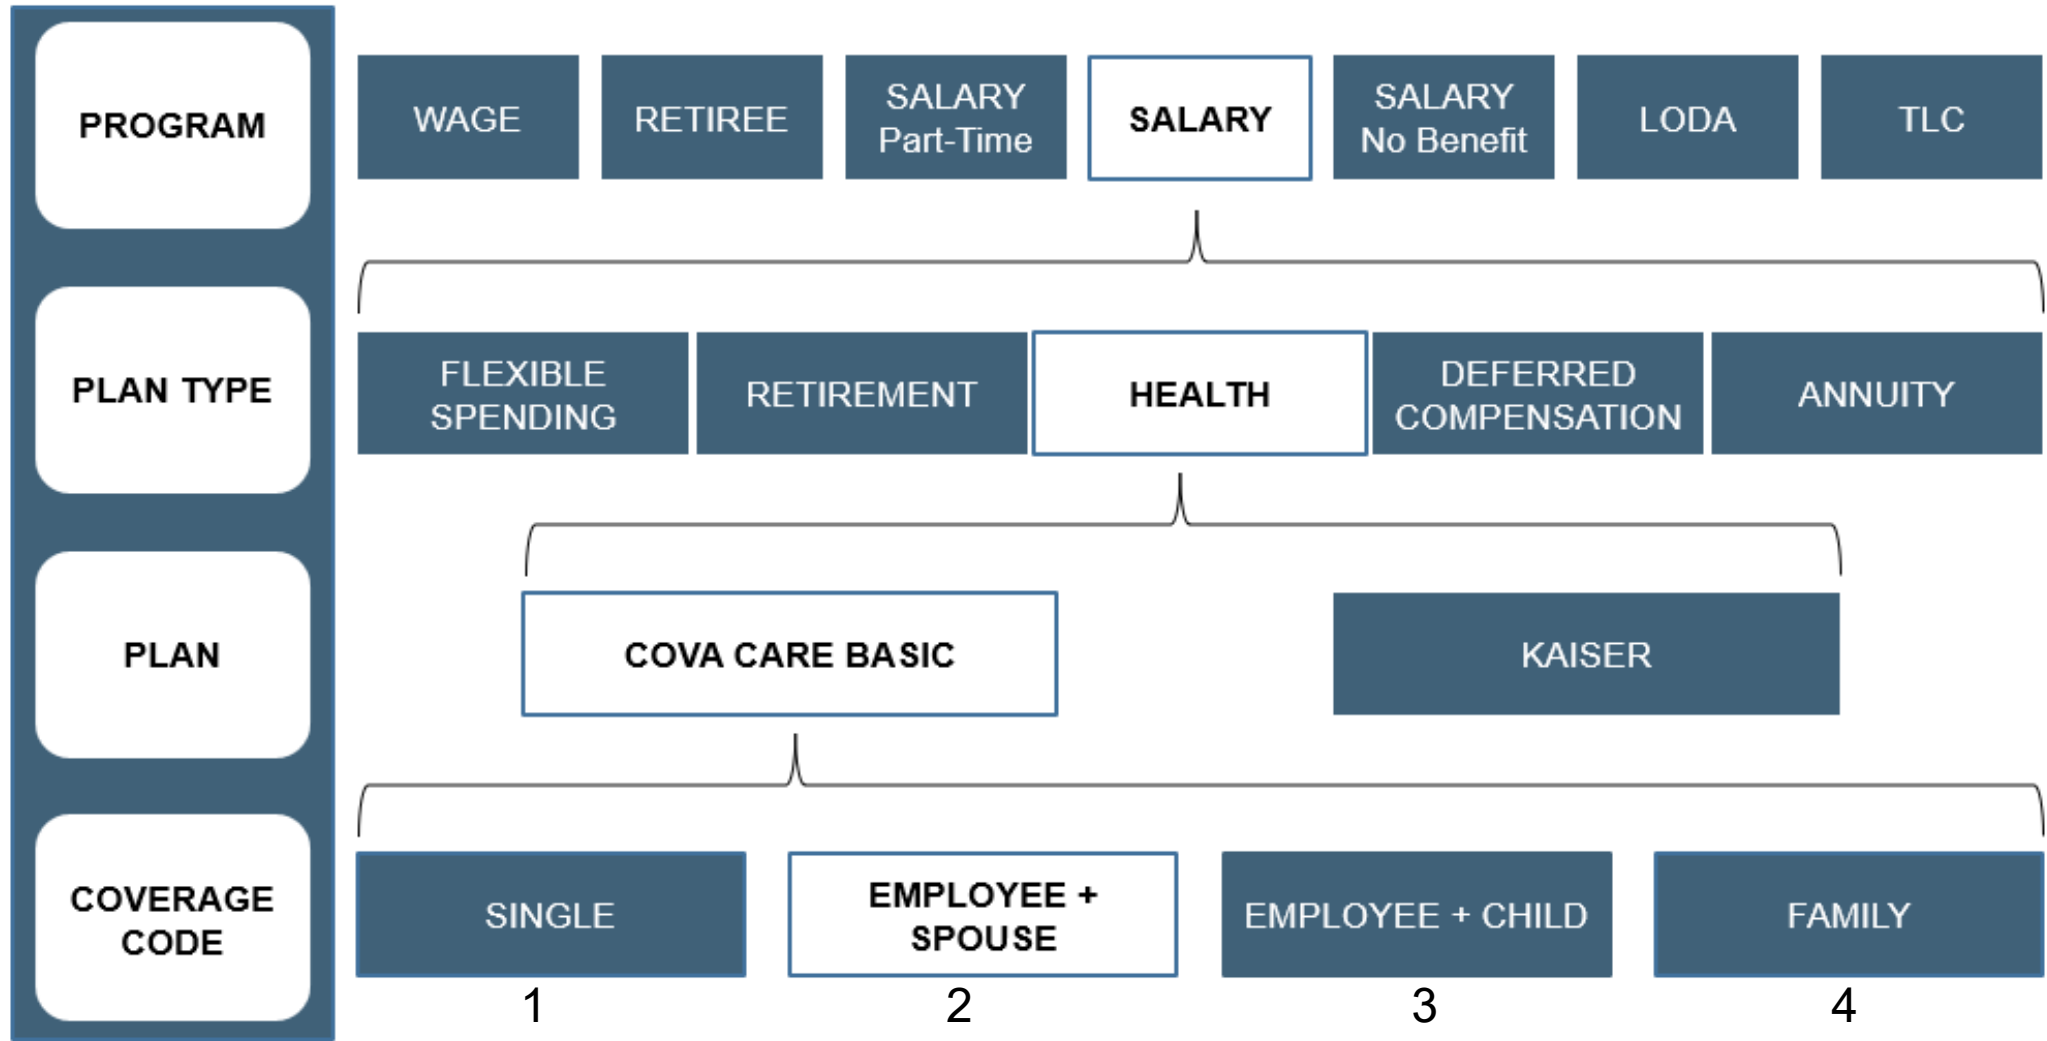 PROGRAM
WAGE
RETIREE
SALARY
Part-Time
SALARY
SALARY
No Benefit
LODA
TLC
PLAN TYPE
FLEXIBLE
SPENDING
RETIREMENT
HEALTH
DEFERRED
COMPENSATION
ANNUITY
PLAN
COVA CARE BASIC
KAISER
COVERAGE
CODE
SINGLE
EMPLOYEE +
SPOUSE
EMPLOYEE + CHILD
FAMILY
1
2
3
4